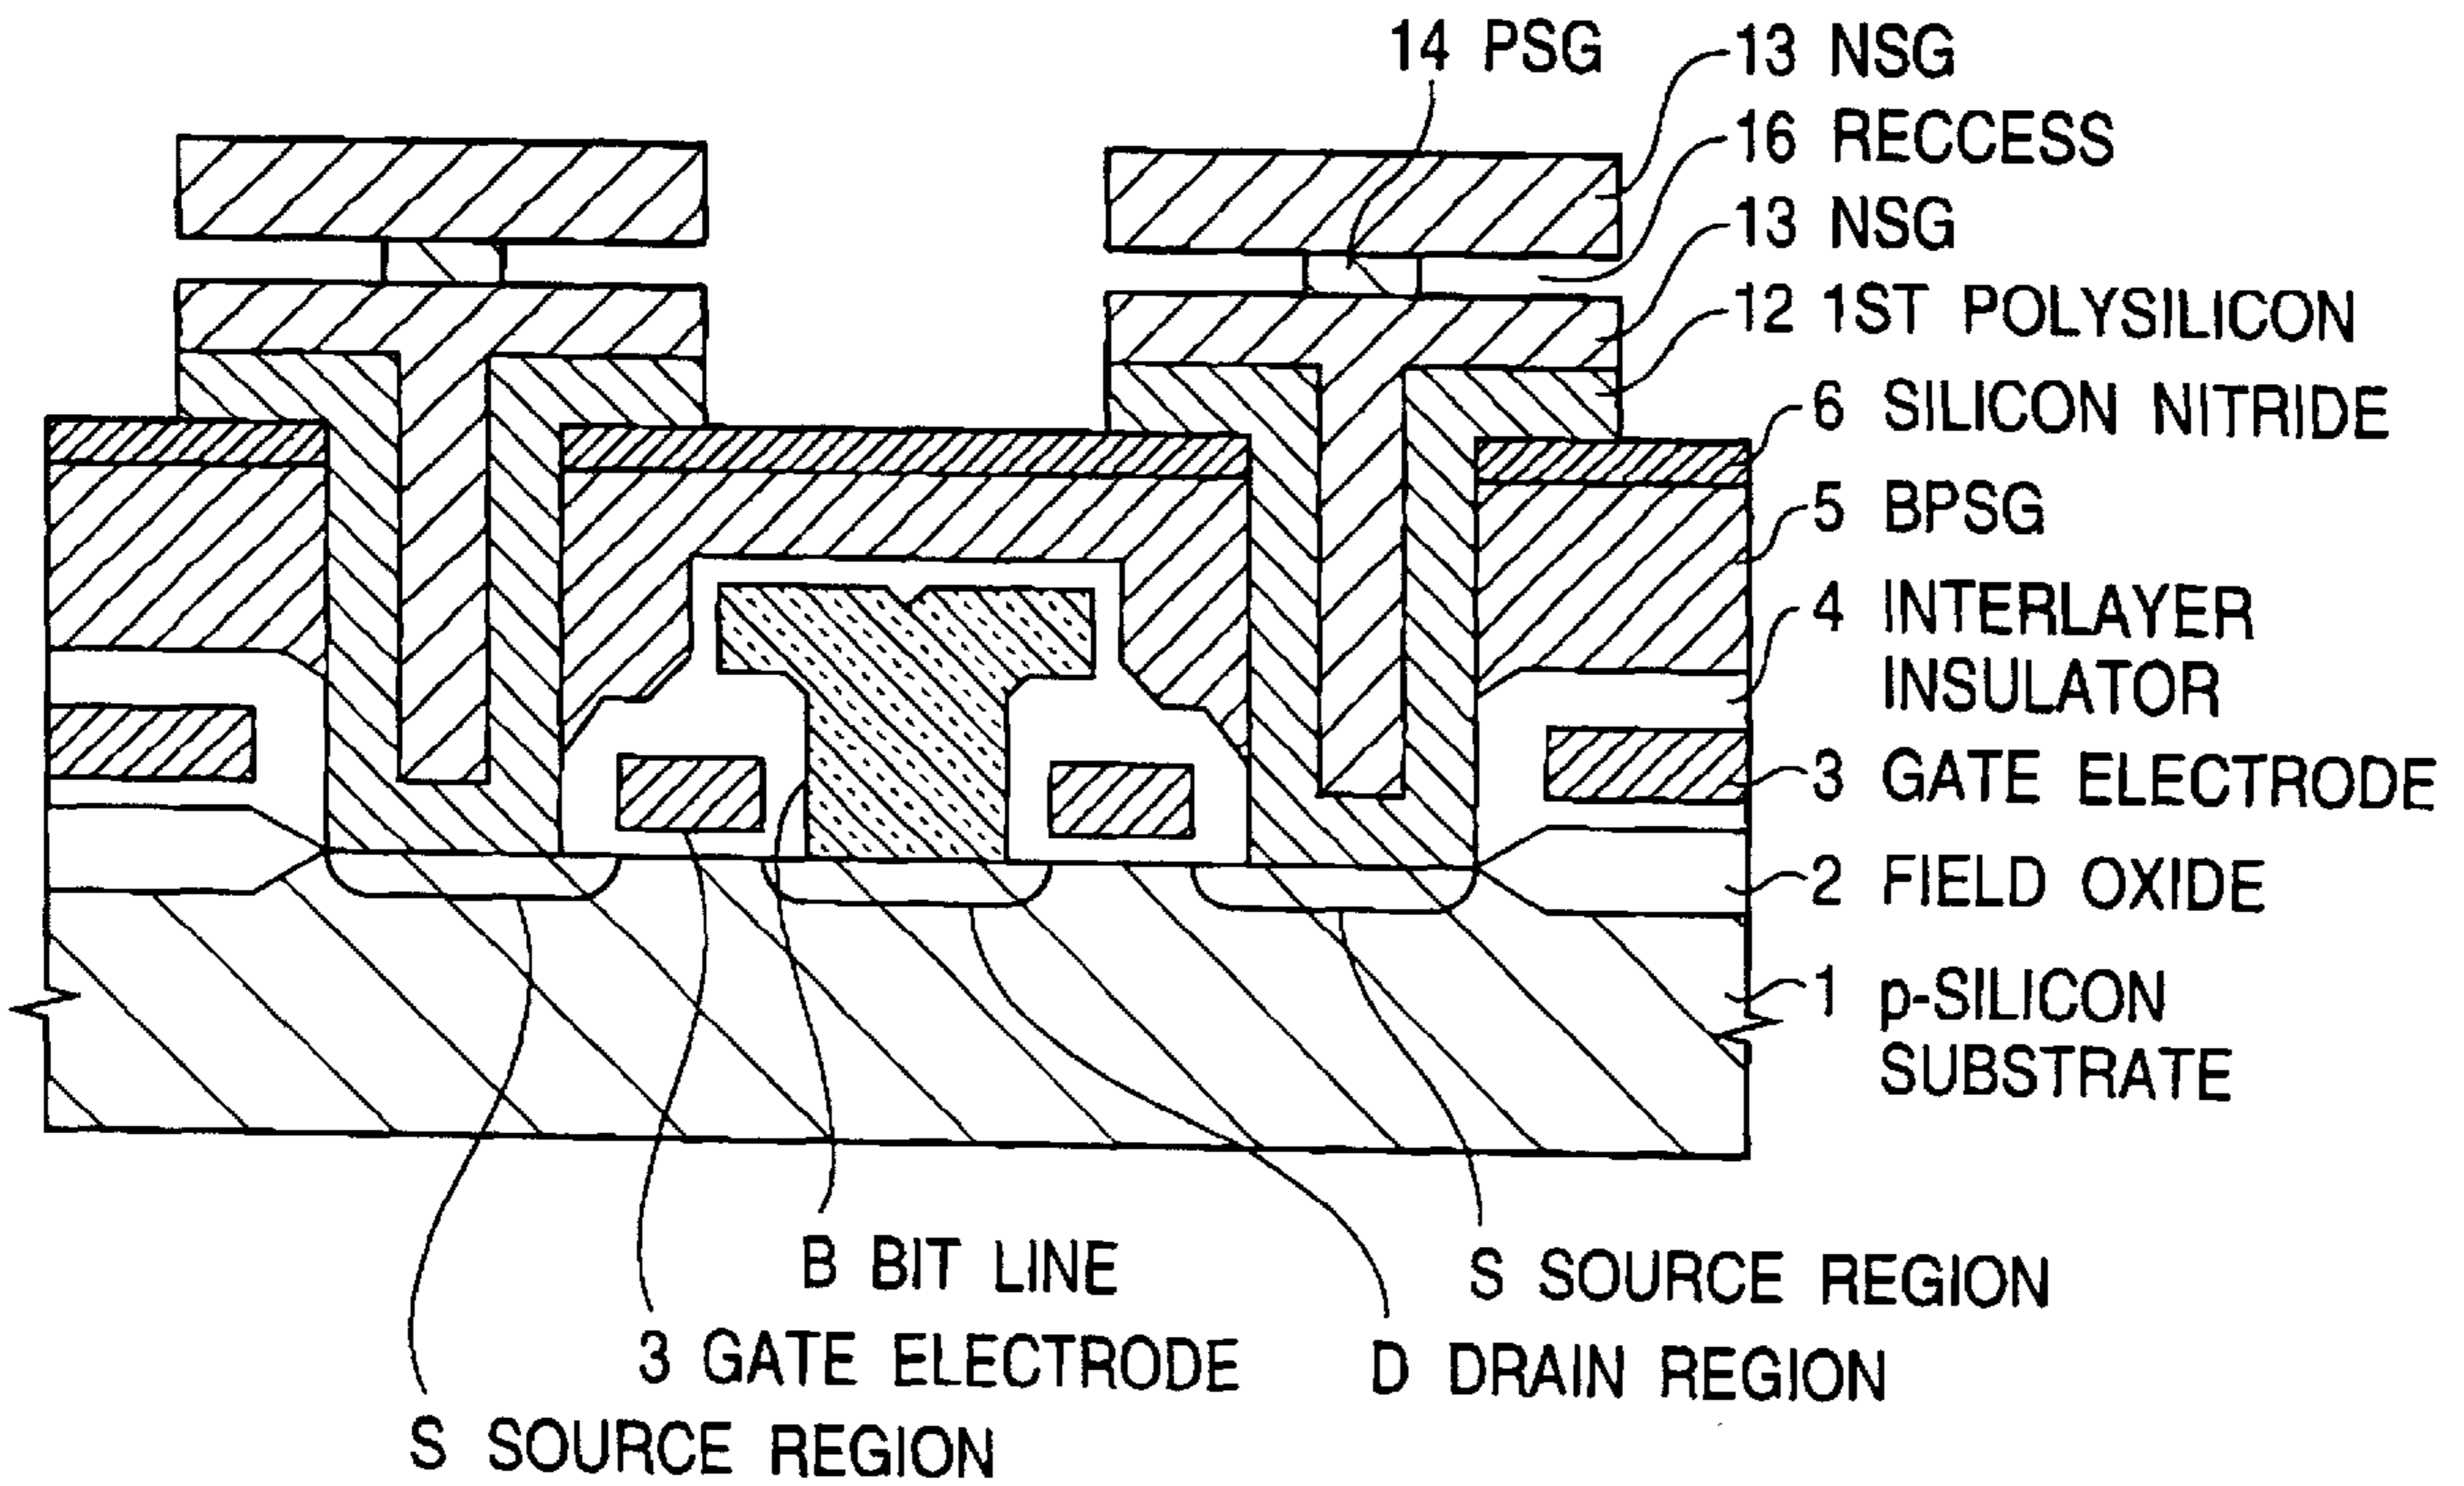 14 PSG
13 NSG
16 RECCESS
13 NSG
12 1ST POLYSILICON
6 SILICON NITRIDE
5 BPSG
4 INTERLAYER
INSULATOR
3 GATE ELECTRODE
2 FIELD OXIDE
1 p-SILICON
SUBSTRATE
B BIT LINE
S SOURCE REGION
3 GATE ELECTRODE
D DRAIN REGION
S SOURCE REGION